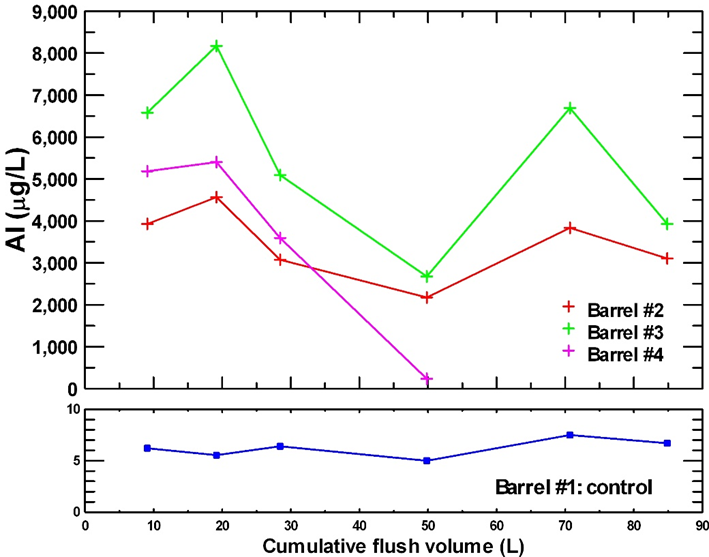 9,000
8,000
7,000
6,000
5,000
4,000
3,000
2,000
1,000
0
Al (µg/L)
Barrel #2
Barrel #3
Barrel #4
10
5
0
Barrel #1: control
0 10 20 30 40 50 60 70 80 90
Cumulative flush volume (L)